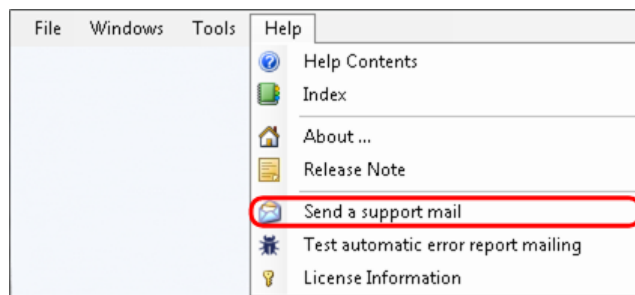 File Windows Tools Help
Help Contents
Index
About ...
Release Note
Send a support mail
Test automatic error report mailing
License Information